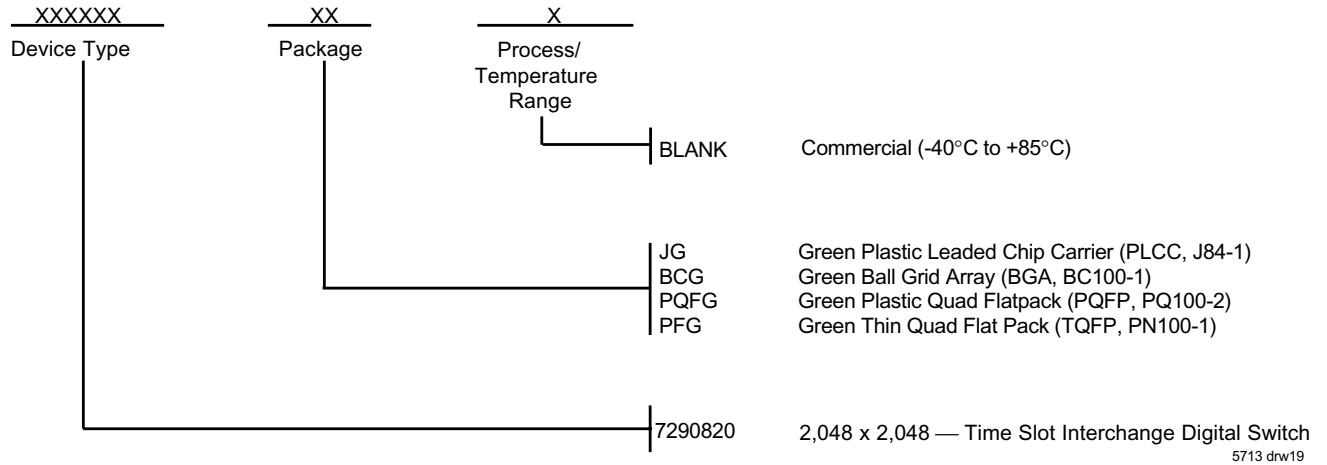 XXXXXX XX X
Device Type Package Process/
Temperature
Range
BLANK Commercial (-40°C to +85°C)
JG Green Plastic Leaded Chip Carrier (PLCC, J84-1)
BCG Green Ball Grid Array (BGA, BC100-1)
PQFG Green Plastic Quad Flatpack (PQFP, PQ100-2)
PFG Green Thin Quad Flat Pack (TQFP, PN100-1)
7290820 2,048 x 2,048 — Time Slot Interchange Digital Switch
5713 drw19